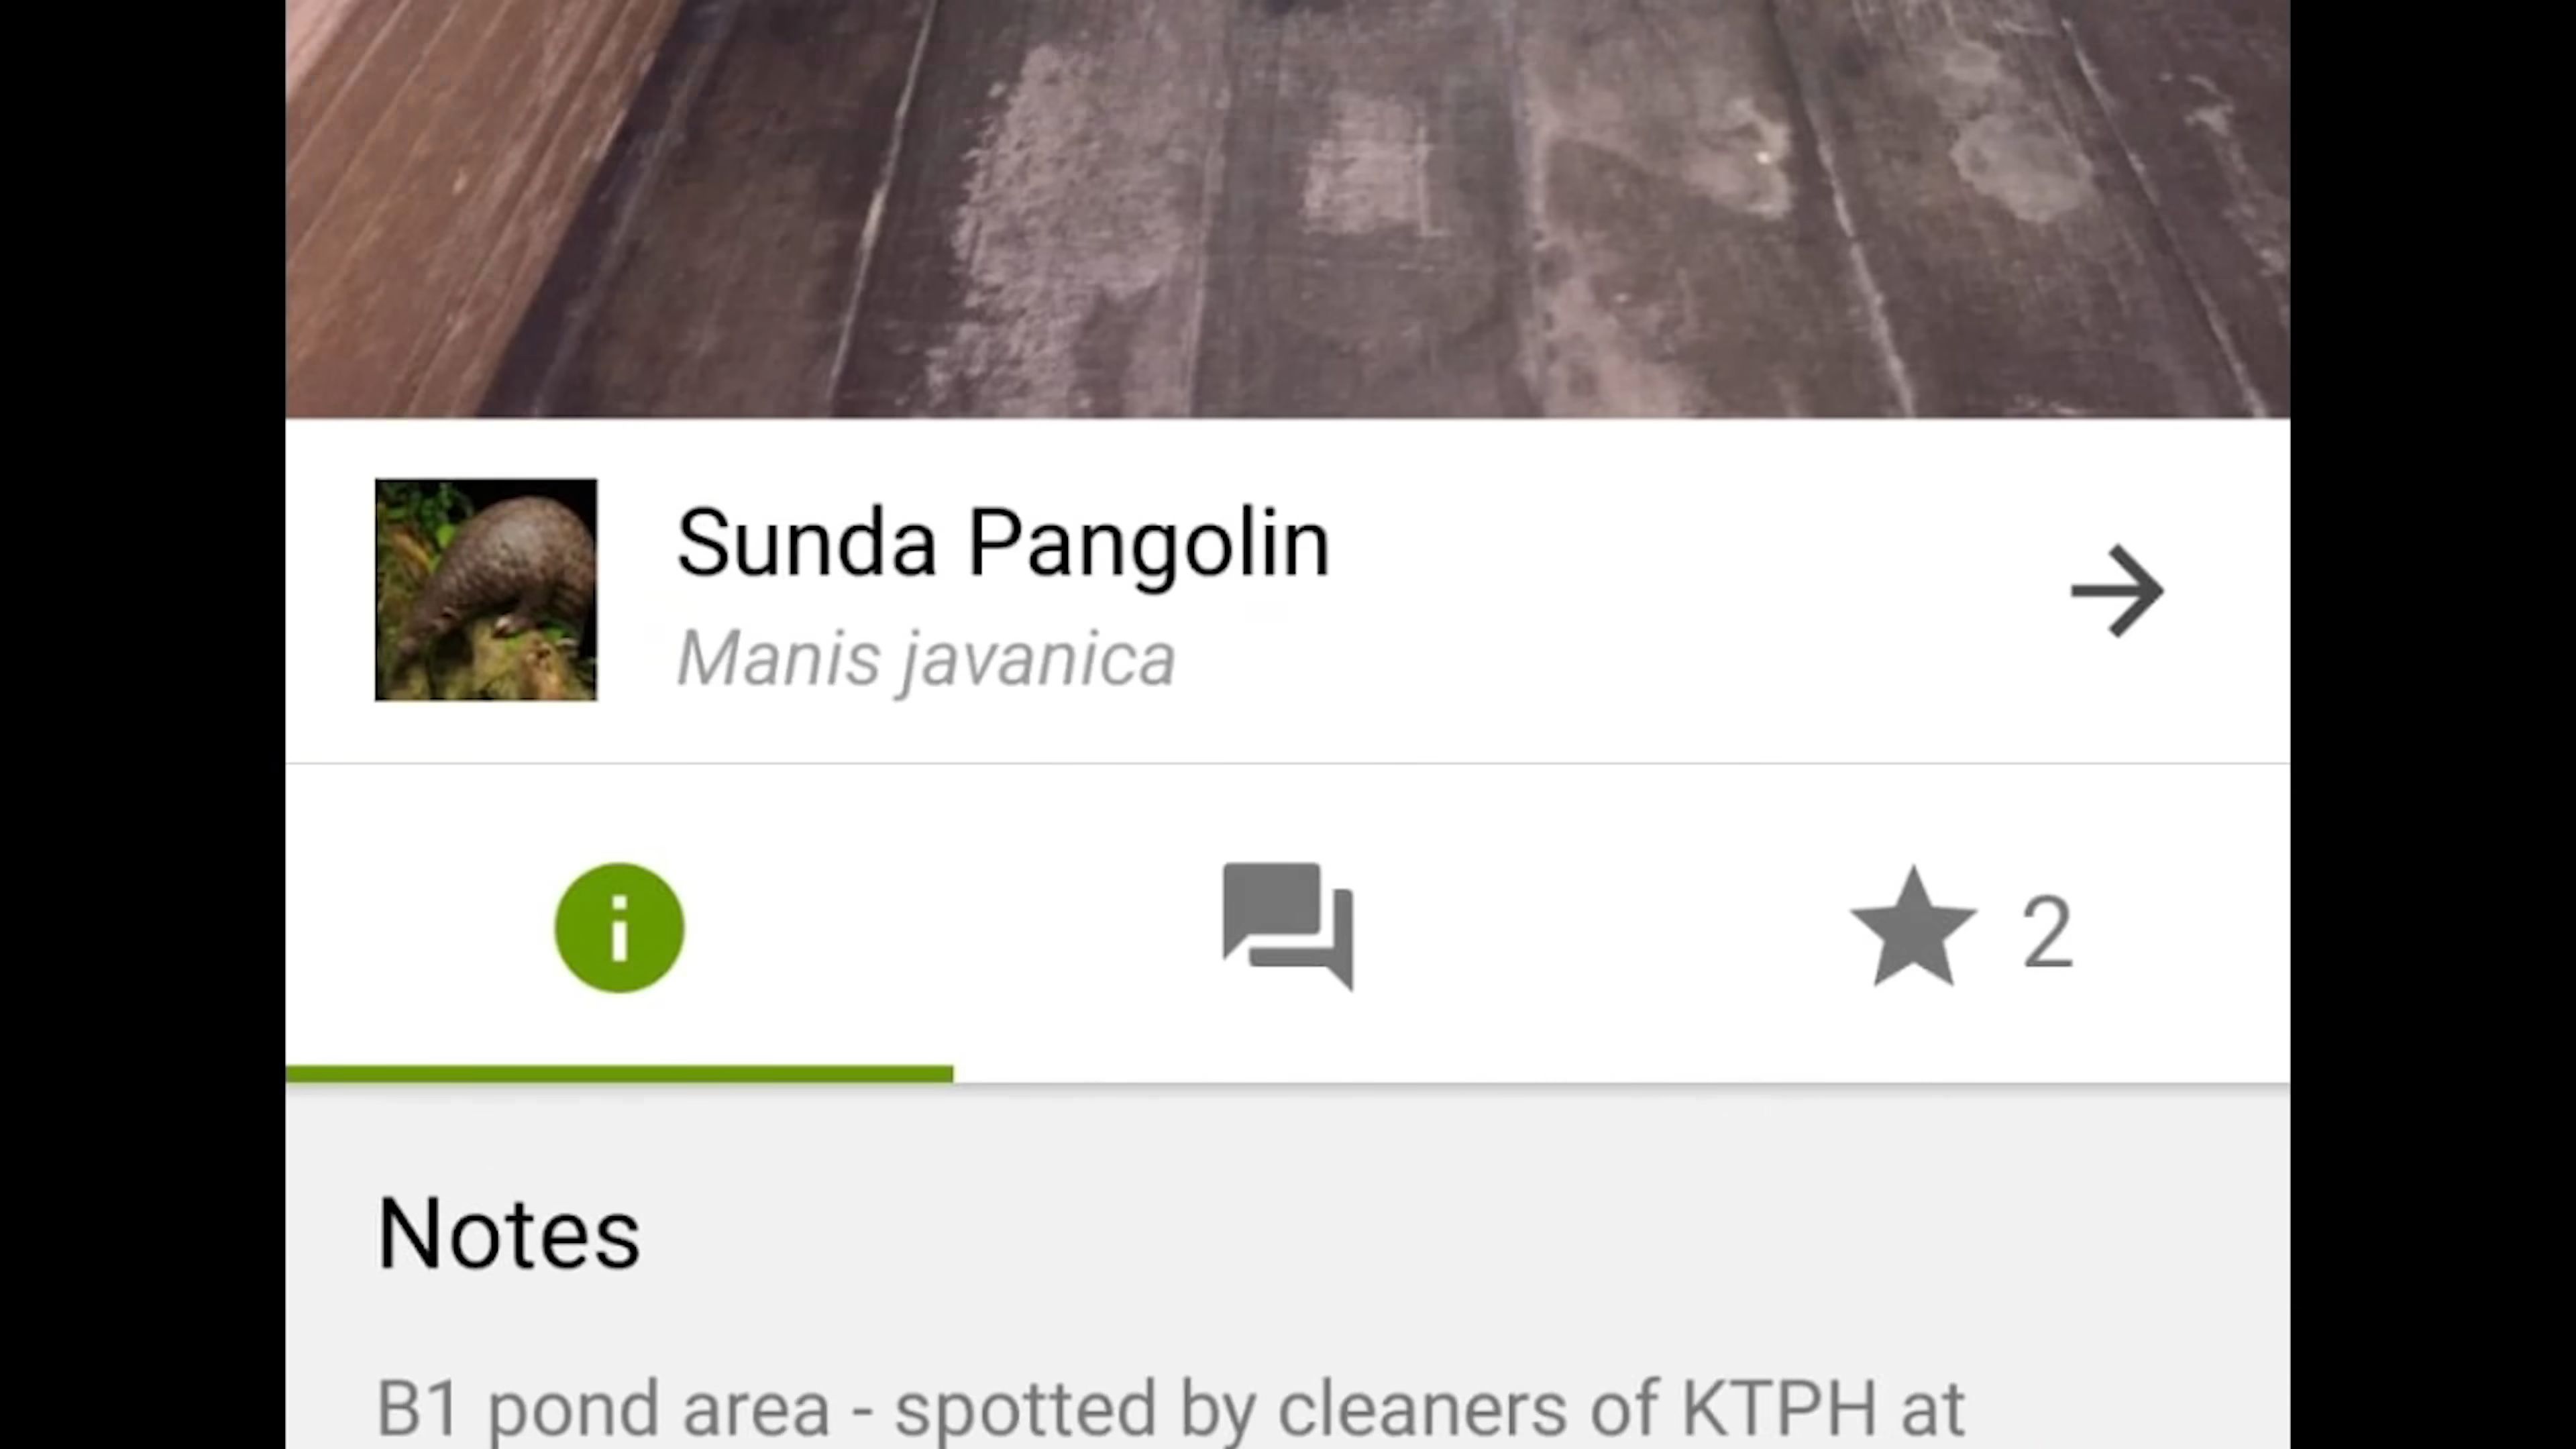 Sunda Pangolin
Manis javanica
2
Notes
B1 pond area - spotted by cleaners of KTPH at